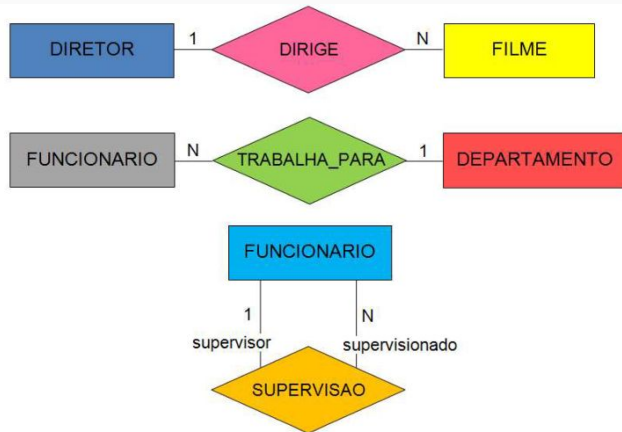 DIRETOR 1 DIRIGE N FILME
FUNCIONARIO N TRABALHA_PARA 1 DEPARTAMENTO
FUNCIONARIO
1 N
supervisor supervisionado
SUPERVISAO